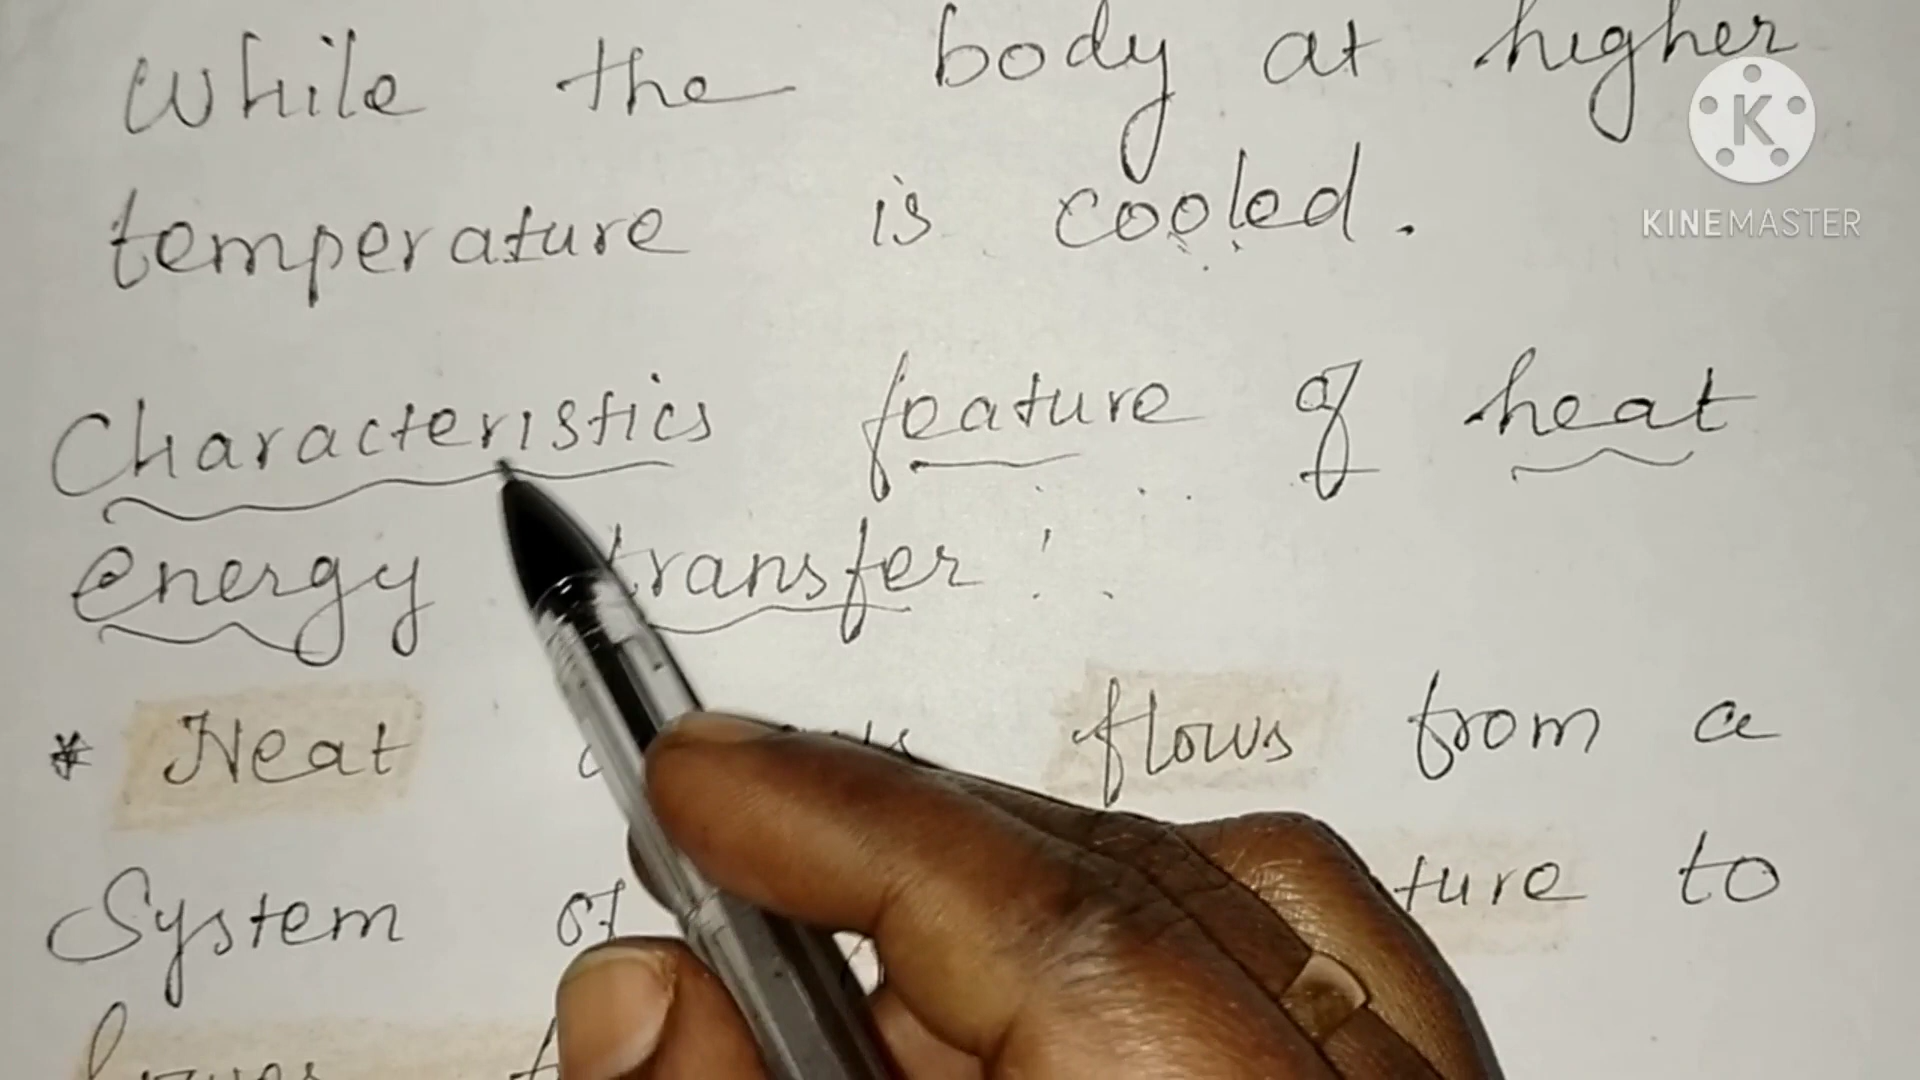 While the body at higher
temperature is cooled.
Characteristics feature of heat
energy transfer :
* Heat flows from a
System of to
K
KINEMASTER